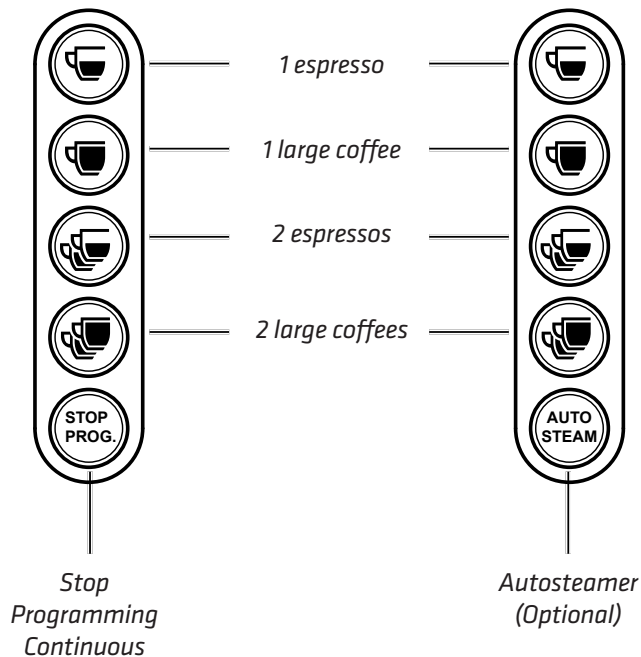 1 espresso
1 large coffee
2 espressos
2 large coffees
STOP
PROG.
AUTO
STEAM
Stop
Programming
Continuous
Autosteamer
(Optional)